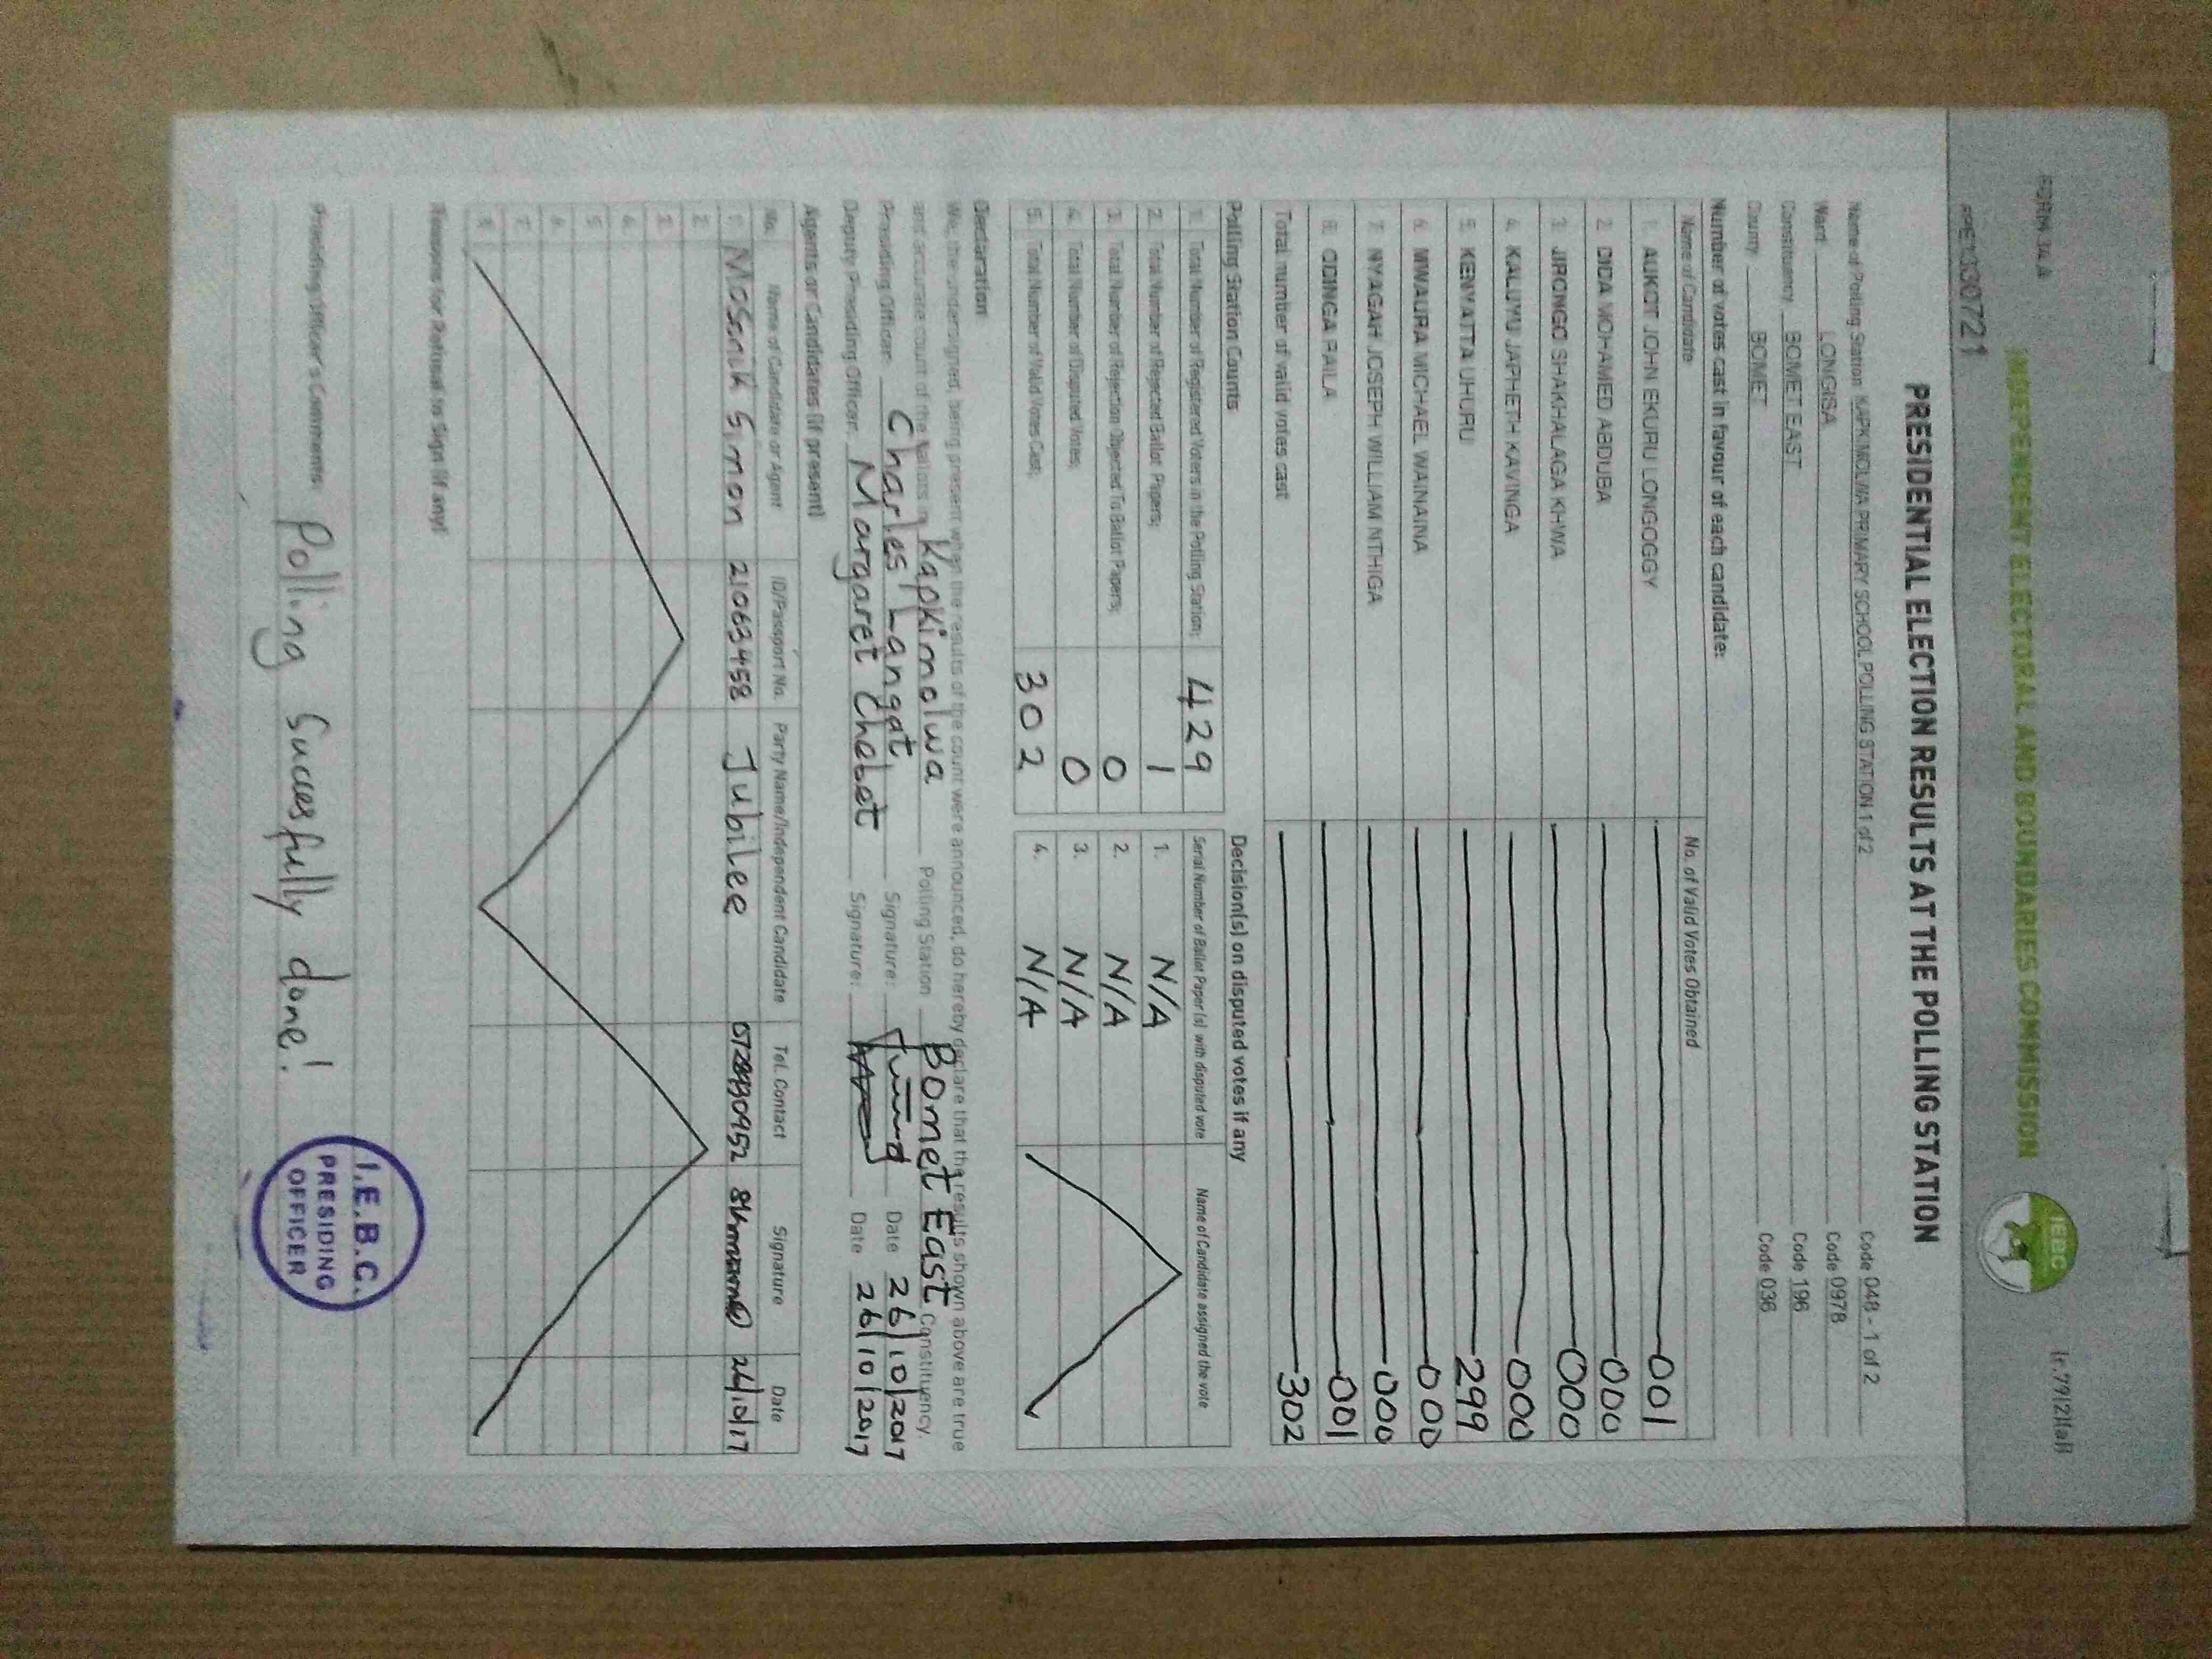 FORM 34 A
(r.79(2)(a))
INDEPENDENT ELECTORAL AND BOUNDARIES COMMISSION
IEBC
PRESIDENTIAL ELECTION RESULTS AT THE POLLING STATION
Name of Polling Station KAPKIMOLWA PRIMARY SCHOOL POLLING STATION 1 of 2 Code 048 - 1 of 2
Ward LONGISA Code 0978
Constituency BOMET EAST Code 196
County BOMET Code 036
Number of votes cast in favour of each candidate:
Name of Candidate No. of Valid Votes Obtained
1. AUKOT JOHN EKURU LONGOGGY 001
2. DIDA MOHAMED ABDUBA 000
3. JIRONGO SHAKHALAGA KHWA 000
4. KALUYU JAPHETH KAVINGA 000
5. KENYATTA UHURU 299
6. MWAURA MICHAEL WAINAINA 000
7. NYAGAH JOSEPH WILLIAM NTHIGA 000
8. ODINGA RAILA 001
Total number of valid votes cast 302
Polling Station Counts
1. Total Number of Registered Voters in the Polling Station; 429
2. Total Number of Rejected Ballot Papers; 1
3. Total Number of Rejection Objected To Ballot Papers; 0
4. Total Number of Disputed Votes; 0
5. Total Number of Valid Votes Cast; 302
Decision(s) on disputed votes if any
Serial Number of Ballot Paper (s) with disputed vote Name of Candidate assigned the vote
1. N/A
2. N/A
3. N/A
4. N/A
Declaration
We, the undersigned, being present when the results of the count were announced, do hereby declare that the results shown above are true
and accurate count of the ballots in Kapkimolwa Polling Station Bomet East Constituency.
Presiding Officer: Charles Langat Signature: Date 26/10/2017
Deputy Presiding Officer: Margaret Chebet Signature: Date 26/10/2017
Agents or Candidates (if present)
No. Name of Candidate or Agent ID/Passport No. Party Name/Independent Candidate Tel. Contact Signature Date
1. Mosonik Simon 21063458 Jubilee 26/10/17
2.
3.
4.
5.
6.
7.
8.
Reasons for Refusal to Sign (if any)
Presiding Officer's Comments: Polling Sucesfully done!
I.E.B.C.
PRESIDING
OFFICER